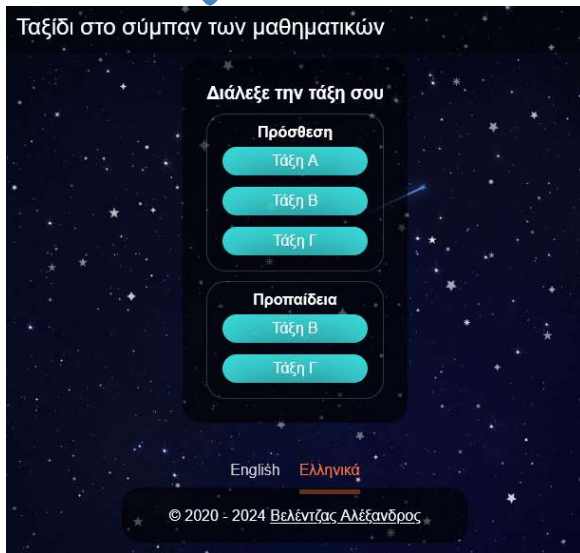 Ταξίδι στο σύμπαν των μαθηματικών
Διάλεξε την τάξη σου
Πρόσθεση
Τάξη Α
Τάξη Β
Τάξη Γ
Προπαίδεια
Τάξη Β
Τάξη Γ
English Ελληνικά
© 2020 - 2024 Βελέντζας Αλέξανδρος